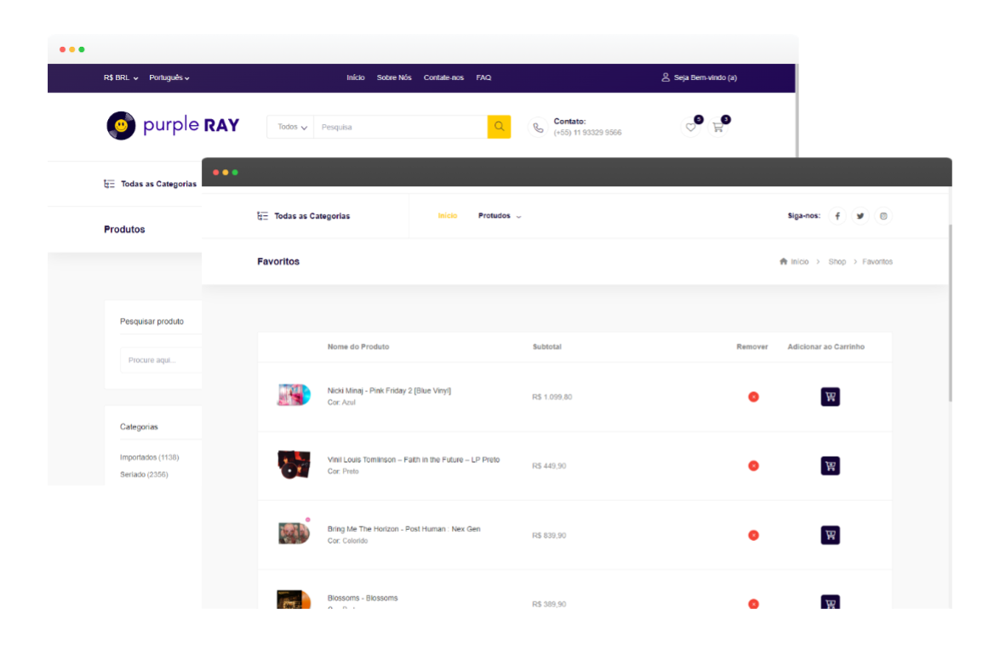 R$ BRL Português Início Sobre Nós Contate-nos FAQ Seja Bem-vindo (a)
purple RAY Todos Pesquisa Contato: 5 3
(+55) 11 93329 9566
Todas as Categorias
Produtos
Pesquisar produto
Procure aqui...
Categorias
Importados (1138)
Seriado (2356)
Todas as Categorias Início Protudos Siga-nos:
Favoritos Início > Shop > Favoritos
Nome do Produto Subtotal Remover Adicionar ao Carrinho
Nicki Minaj - Pink Friday 2 [Blue Vinyl]
Cor: Azul
R$ 1.099,80
Vinil Louis Tomlinson – Faith in the Future – LP Preto
Cor: Preto
R$ 449,90
Bring Me The Horizon - Post Human : Nex Gen
Cor: Colorido
R$ 839,90
Blossoms - Blossoms
R$ 389,90